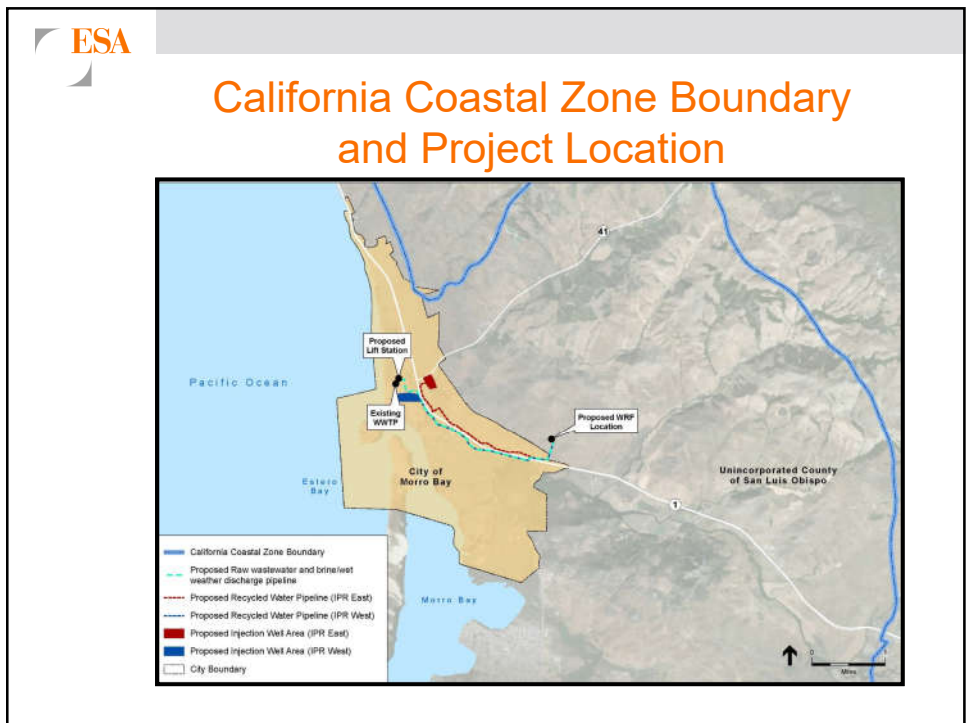 ESA
California Coastal Zone Boundary
and Project Location
41
Proposed
Lift Station
Pacific Ocean
Existing
WWTP
Proposed WRF
Location
City of
Morro Bay
Unincorporated County
of San Luis Obispo
Estero
Bay
1
California Coastal Zone Boundary
Proposed Raw wastewater and brine/wet
weather discharge pipeline
Proposed Recycled Water Pipeline (IPR East)
Proposed Recycled Water Pipeline (IPR West)
Proposed Injection Well Area (IPR East)
Proposed Injection Well Area (IPR West)
City Boundary
Morro Bay
0 1
Miles